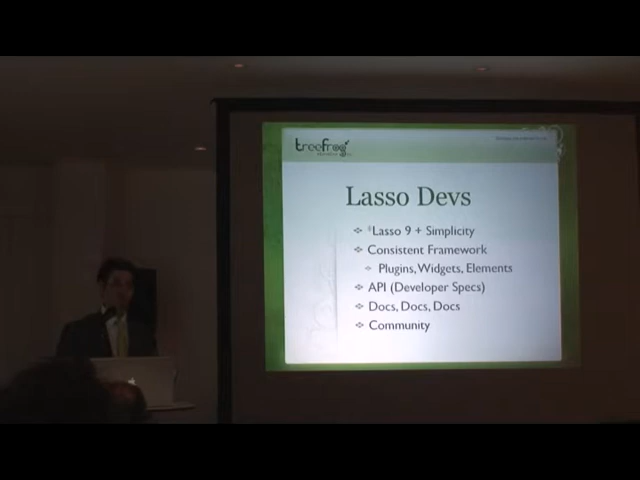 treefrog
Lasso Devs
*Lasso 9 + Simplicity
Consistent Framework
Plugins, Widgets, Elements
API (Developer Specs)
Docs, Docs, Docs
Community